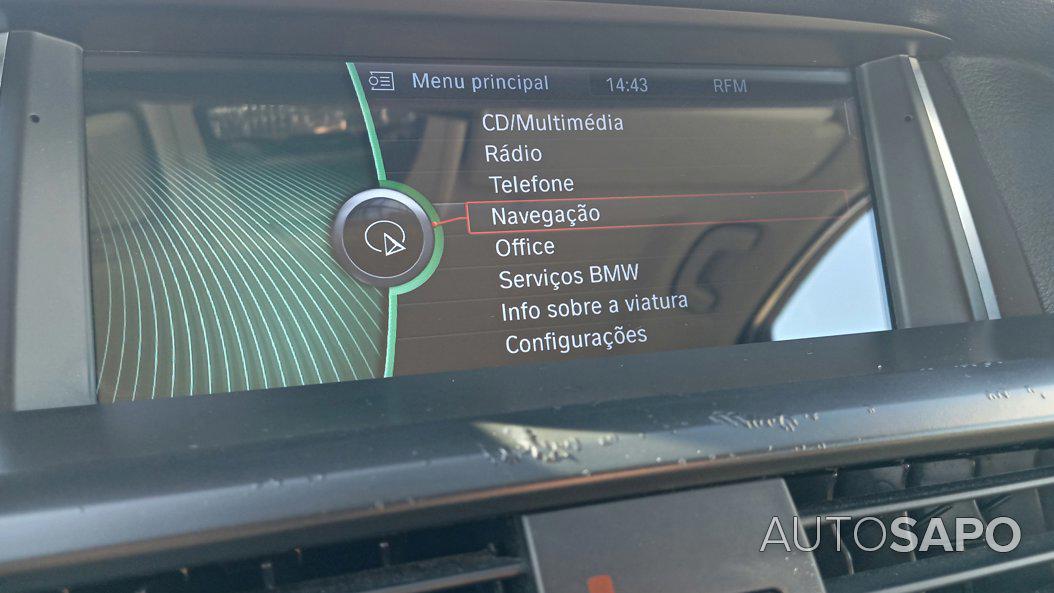 Menu principal 14:43 RFM
CD/Multimédia
Rádio
Telefone
Navegação
Office
Serviços BMW
Info sobre a viatura
Configurações
AUTOSAPO